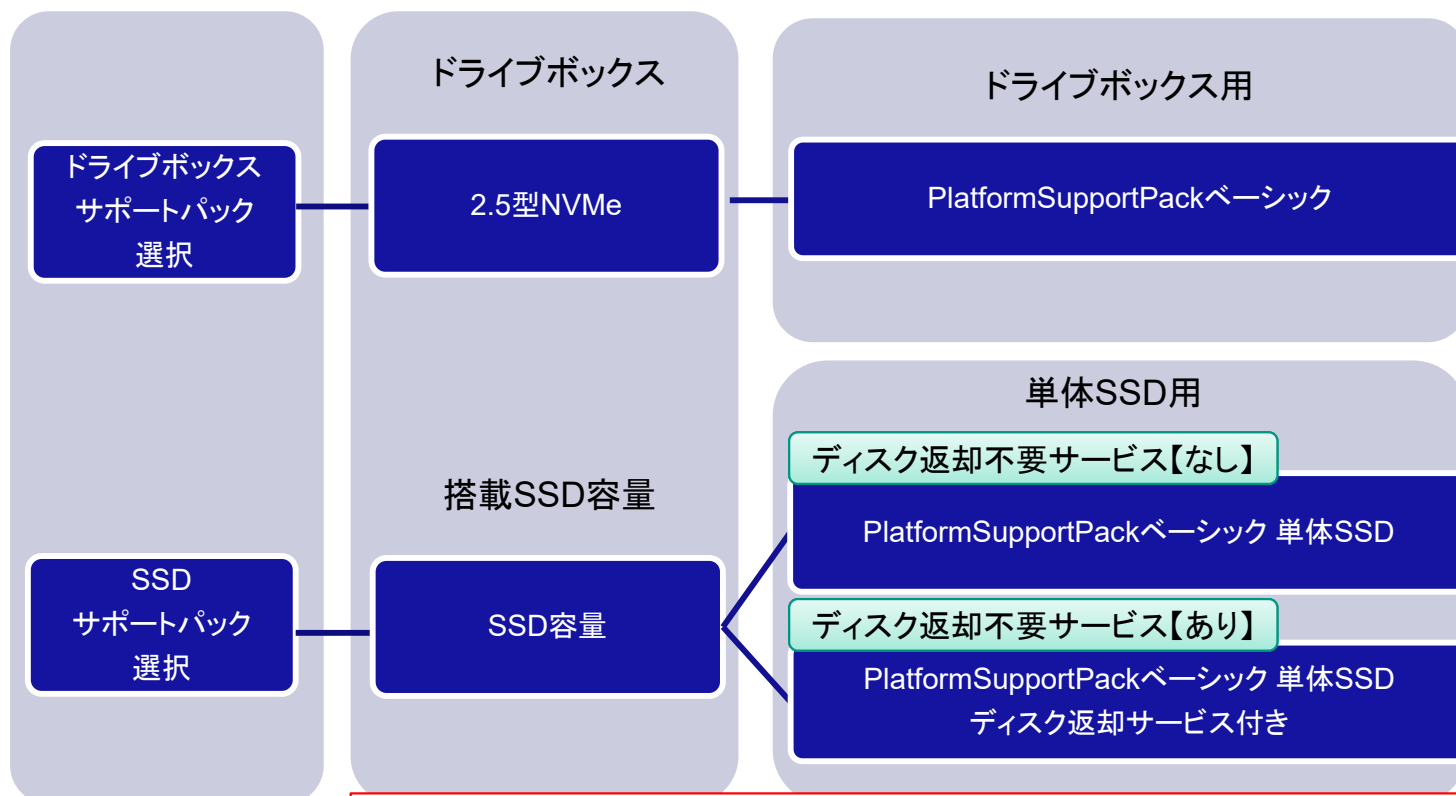 ドライブボックス
ドライブボックス用
ドライブボックス
サポートパック
選択
2.5型NVMe
PlatformSupportPackベーシック
単体SSD用
ディスク返却不要サービス【なし】
搭載SSD容量
PlatformSupportPackベーシック 単体SSD
SSD
サポートパック
選択
SSD容量
ディスク返却不要サービス【あり】
PlatformSupportPackベーシック 単体SSD
ディスク返却サービス付き